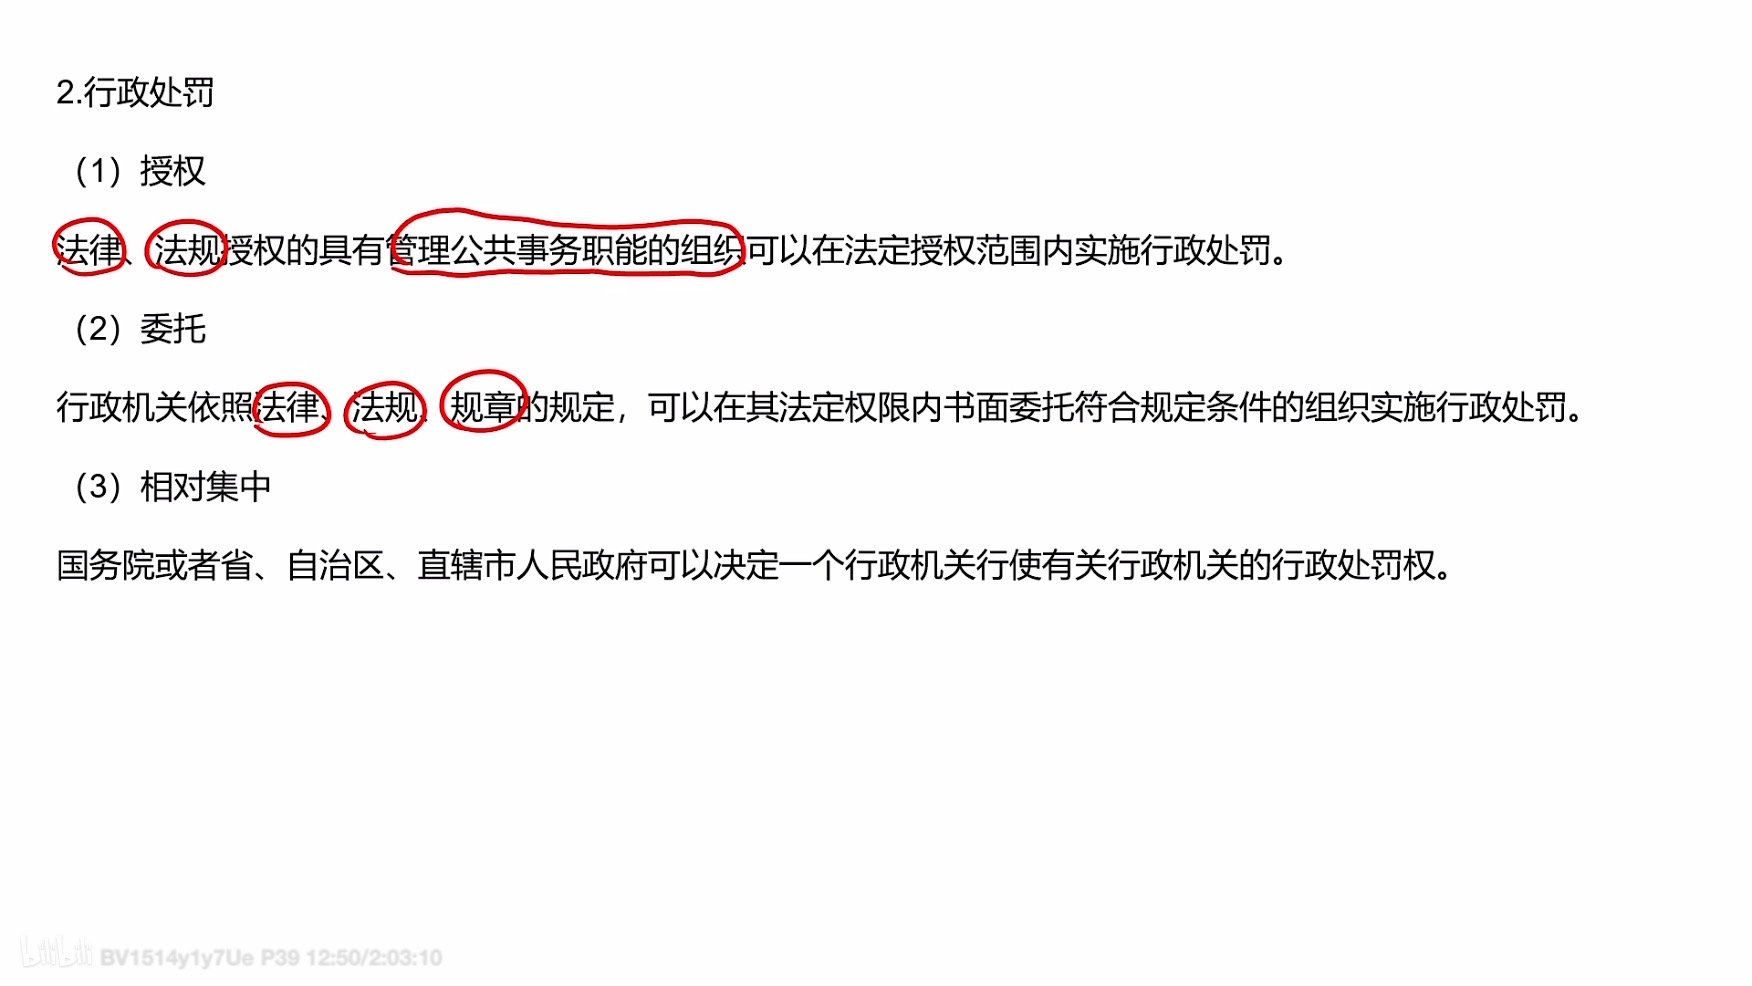 2.行政处罚
（1）授权
法律、法规授权的具有管理公共事务职能的组织可以在法定授权范围内实施行政处罚。
（2）委托
行政机关依照法律、法规、规章的规定，可以在其法定权限内书面委托符合规定条件的组织实施行政处罚。
（3）相对集中
国务院或者省、自治区、直辖市人民政府可以决定一个行政机关行使有关行政机关的行政处罚权。
bilibili BV1514y1y7Ue P39 12:50/2:03:10